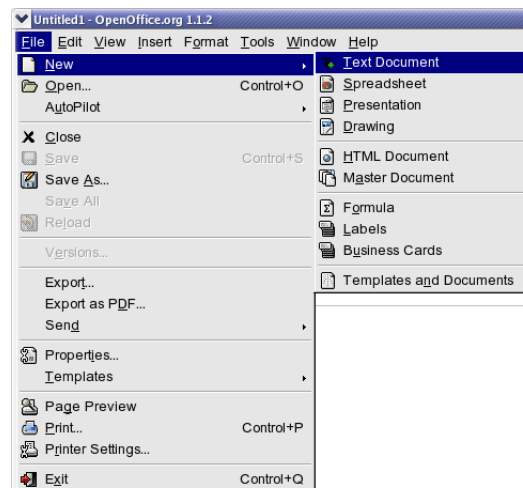 Untitled1 - OpenOffice.org 1.1.2
File Edit View Insert Format Tools Window Help
New
Open... Control+O
AutoPilot
Close
Save Control+S
Save As...
Save All
Reload
Versions...
Export...
Export as PDF...
Send
Properties...
Templates
Page Preview
Print... Control+P
Printer Settings...
Exit Control+Q
Text Document
Spreadsheet
Presentation
Drawing
HTML Document
Master Document
Formula
Labels
Business Cards
Templates and Documents